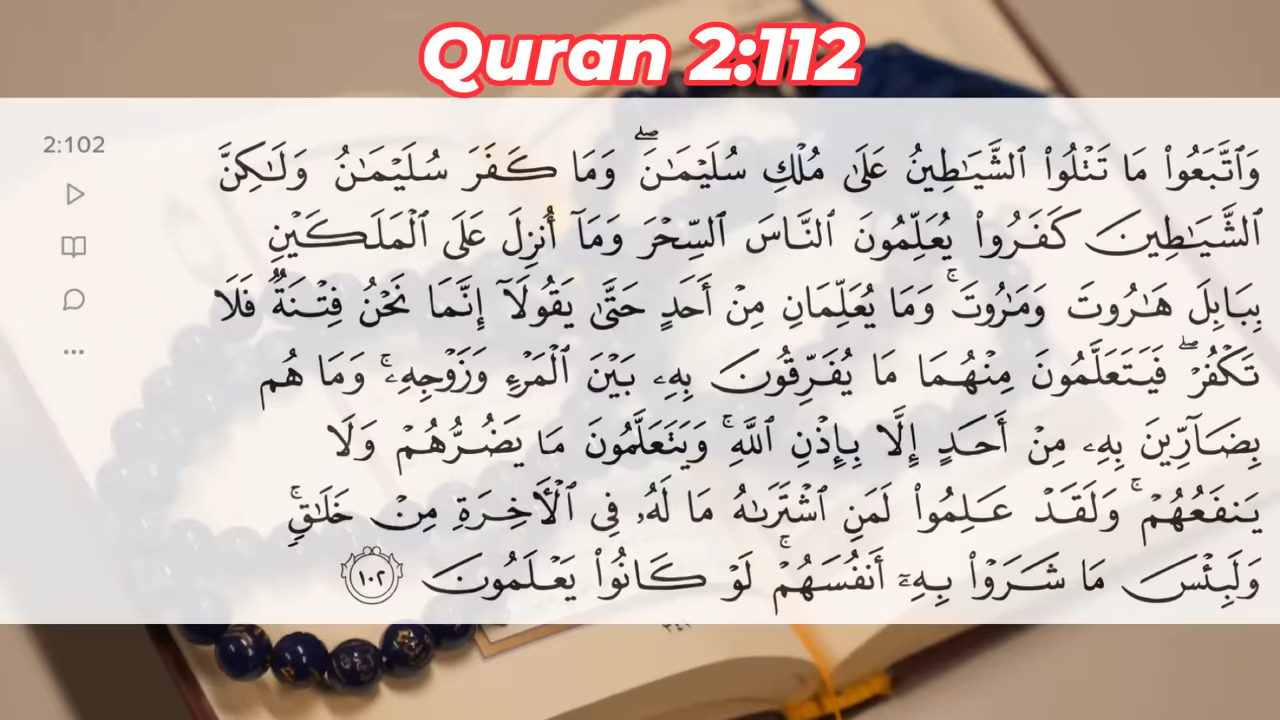 Quran 2:112
2:102
وَٱتَّبَعُوا۟ مَا تَتْلُوا۟ ٱلشَّيَـٰطِينُ عَلَىٰ مُلْكِ سُلَيْمَـٰنَ ۖ وَمَا كَفَرَ سُلَيْمَـٰنُ وَلَـٰكِنَّ
ٱلشَّيَـٰطِينَ كَفَرُوا۟ يُعَلِّمُونَ ٱلنَّاسَ ٱلسِّحْرَ وَمَآ أُنزِلَ عَلَى ٱلْمَلَكَيْنِ
بِبَابِلَ هَـٰرُوتَ وَمَـٰرُوتَ ۚ وَمَا يُعَلِّمَانِ مِنْ أَحَدٍ حَتَّىٰ يَقُولَآ إِنَّمَا نَحْنُ فِتْنَةٌ فَلَا
تَكْفُرْ ۖ فَيَتَعَلَّمُونَ مِنْهُمَا مَا يُفَرِّقُونَ بِهِۦ بَيْنَ ٱلْمَرْءِ وَزَوْجِهِۦ ۚ وَمَا هُم
بِضَآرِّينَ بِهِۦ مِنْ أَحَدٍ إِلَّا بِإِذْنِ ٱللَّهِ ۚ وَيَتَعَلَّمُونَ مَا يَضُرُّهُمْ وَلَا
يَنفَعُهُمْ ۚ وَلَقَدْ عَلِمُوا۟ لَمَنِ ٱشْتَرَىٰهُ مَا لَهُۥ فِى ٱلْـَٔاخِرَةِ مِنْ خَلَـٰقٍ ۚ
وَلَبِئْسَ مَا شَرَوْا۟ بِهِۦٓ أَنفُسَهُمْ ۚ لَوْ كَانُوا۟ يَعْلَمُونَ ١٠٢